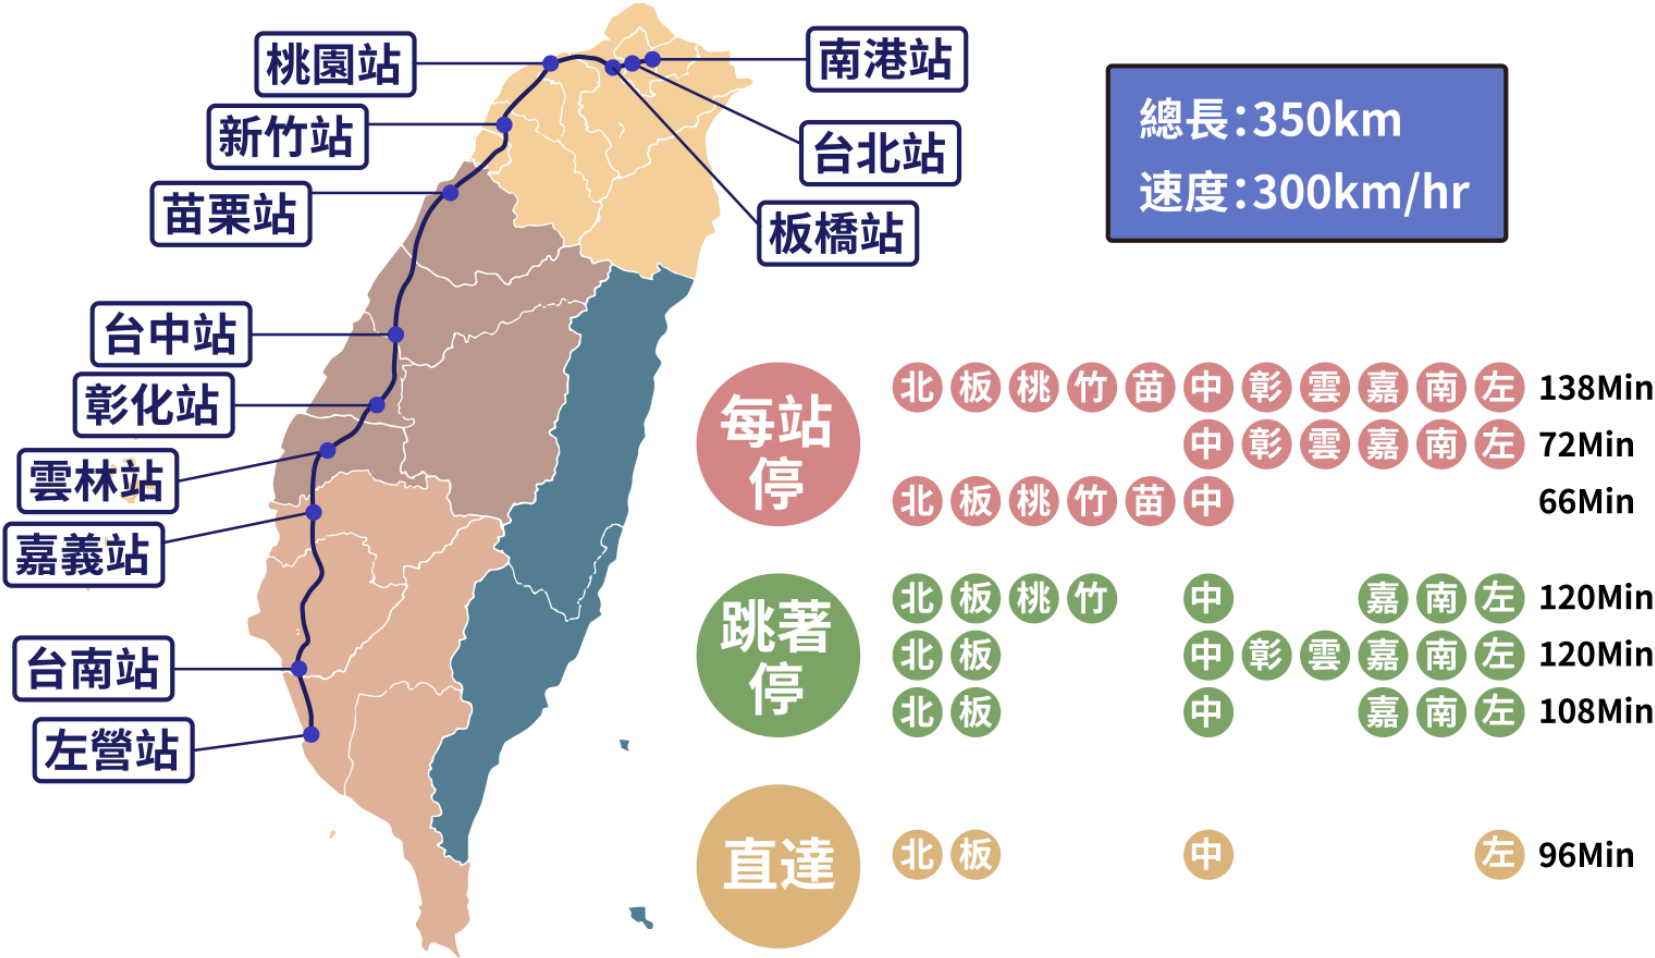 桃園站
新竹站
苗栗站
台中站
彰化站
雲林站
嘉義站
台南站
左營站
南港站
台北站
板橋站
總長：350km
速度：300km/hr
每站
停
北 板 桃 竹 苗 中 彰 雲 嘉 南 左 138Min
中 彰 雲 嘉 南 左 72Min
北 板 桃 竹 苗 中 66Min
跳著
停
北 板 桃 竹 中 嘉 南 左 120Min
北 板 中 彰 雲 嘉 南 左 120Min
北 板 中 嘉 南 左 108Min
直達
北 板 中 左 96Min